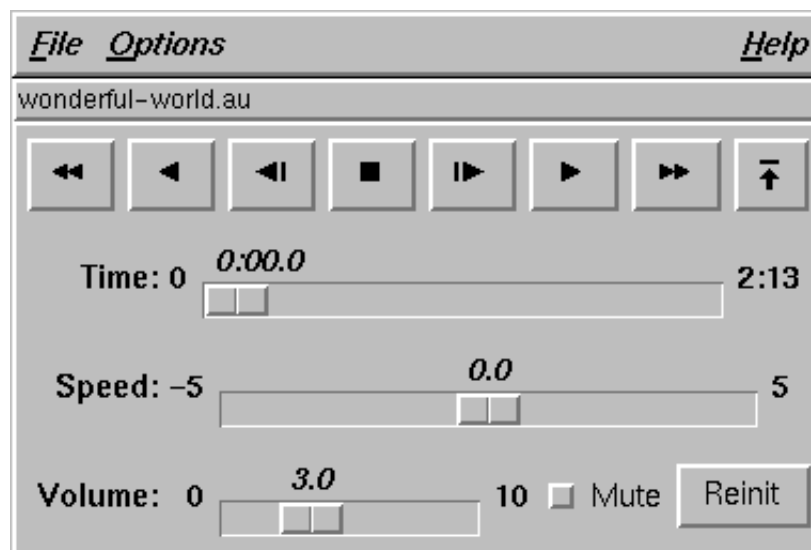 File Options Help
wonderful-world.au
0:00.0
Time: 0 2:13
0.0
Speed: -5 5
3.0
Volume: 0 10 Mute Reinit